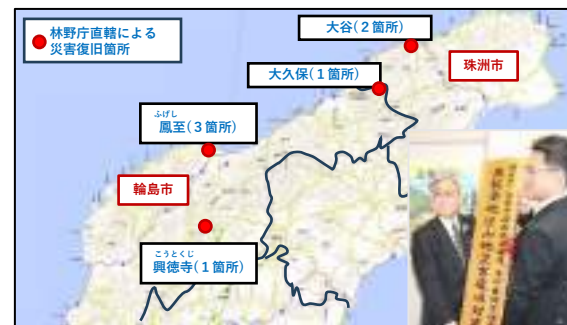 林野庁直轄による
災害復旧箇所
大谷(２箇所)
珠洲市
大久保(１箇所)
ふげし
鳳至(３箇所)
輪島市
こうとくじ
興徳寺(１箇所)